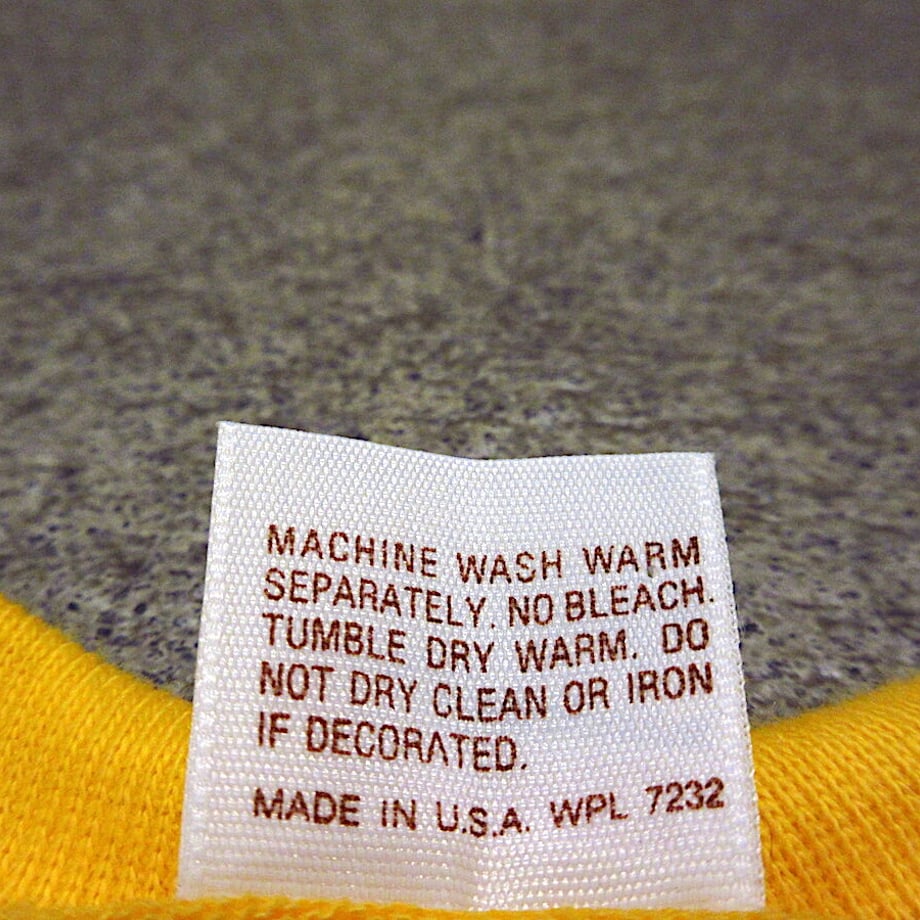 MACHINE WASH WARM
SEPARATELY. NO BLEACH.
TUMBLE DRY WARM. DO
NOT DRY CLEAN OR IRON
IF DECORATED.
MADE IN U.S.A. WPL 7232